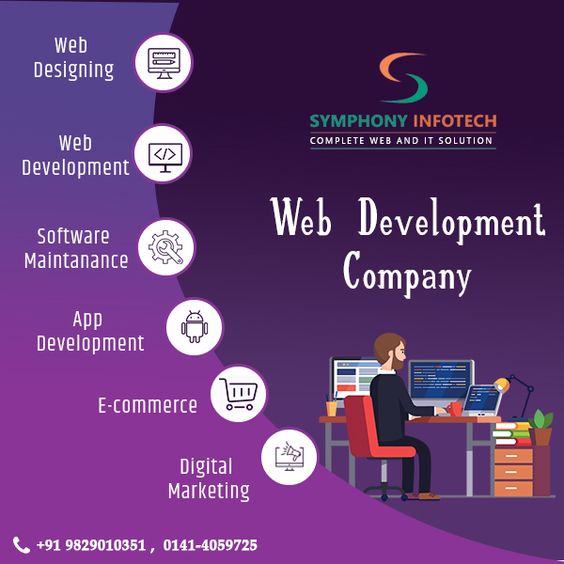 Web
Designing
Web
Development
Software
Maintanance
App
Development
E-commerce
Digital
Marketing
SYMPHONY INFOTECH
COMPLETE WEB AND IT SOLUTION
Web Development
Company
+91 9829010351 , 0141-4059725